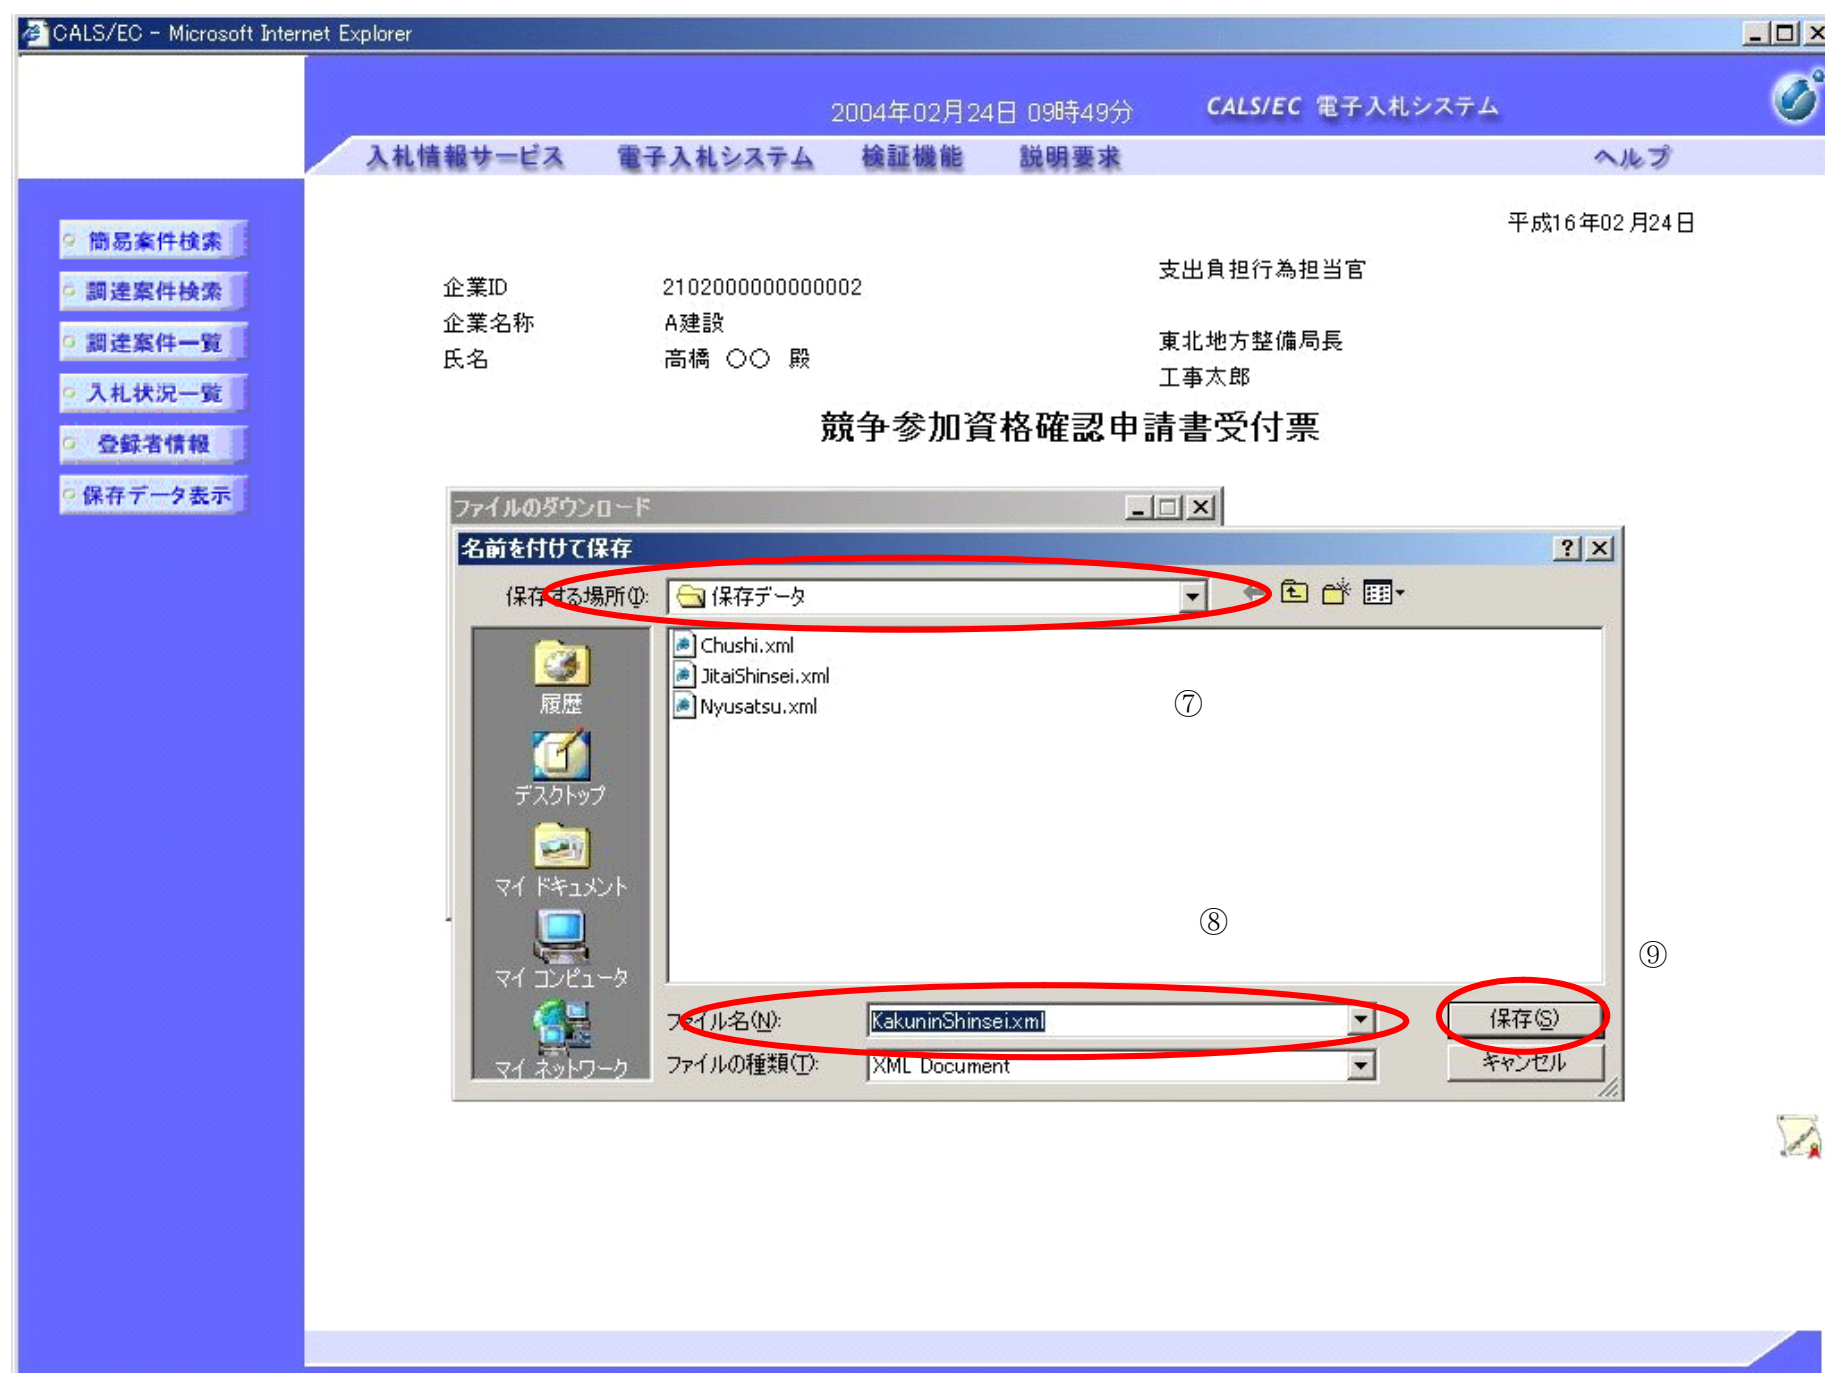 CALS/EC - Microsoft Internet Explorer
2004年02月24日 09時49分
CALS/EC 電子入札システム
入札情報サービス 電子入札システム 検証機能 説明要求 ヘルプ
簡易案件検索
調達案件検索
調達案件一覧
入札状況一覧
登録者情報
保存データ表示
平成16年02月24日
支出負担行為担当官
企業ID 2102000000000002
企業名称 A建設
東北地方整備局長
氏名 高橋 〇〇 殿
工事太郎
競争参加資格確認申請書受付票
ファイルのダウンロード
名前を付けて保存
保存する場所(I): 保存データ
Chushi.xml
JitaiShinsei.xml
Nyusatsu.xml
⑦
履歴
デスクトップ
マイ ドキュメント
マイ コンピュータ
マイ ネットワーク
⑧
⑨
ファイル名(N): KakuninShinsei.xml 保存(S)
ファイルの種類(T): XML Document キャンセル